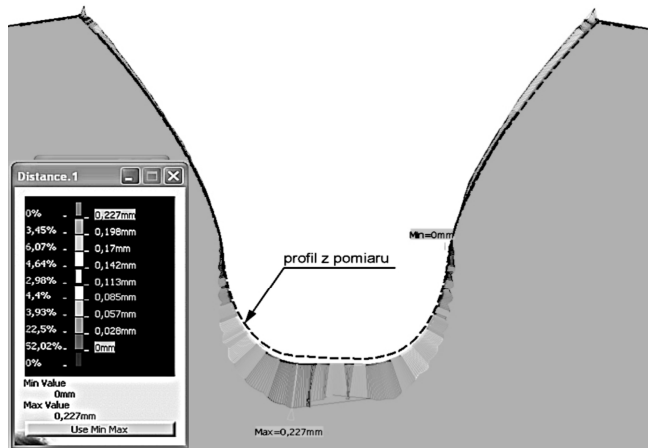 Distance.1
0%
0,227mm
3,45%
0,198mm
6,07%
0,17mm
4,64%
0,142mm
2,98%
0,113mm
4,4%
0,085mm
3,93%
0,057mm
22,5%
0,028mm
52,02%
0mm
0%
Min Value
0mm
Max Value
0,227mm
Use Min Max
Min=0mm
profil z pomiaru
Max=0,227mm